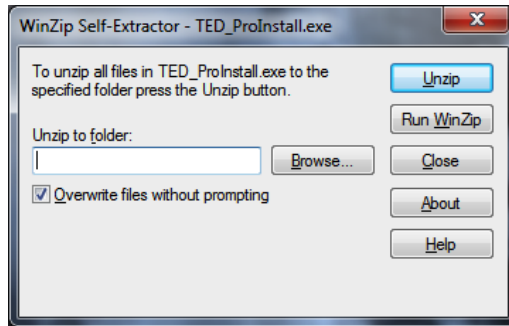 WinZip Self-Extractor - TED_ProInstall.exe
To unzip all files in TED_ProInstall.exe to the
specified folder press the Unzip button.
Unzip to folder:
Browse...
Overwrite files without prompting
Unzip
Run WinZip
Close
About
Help